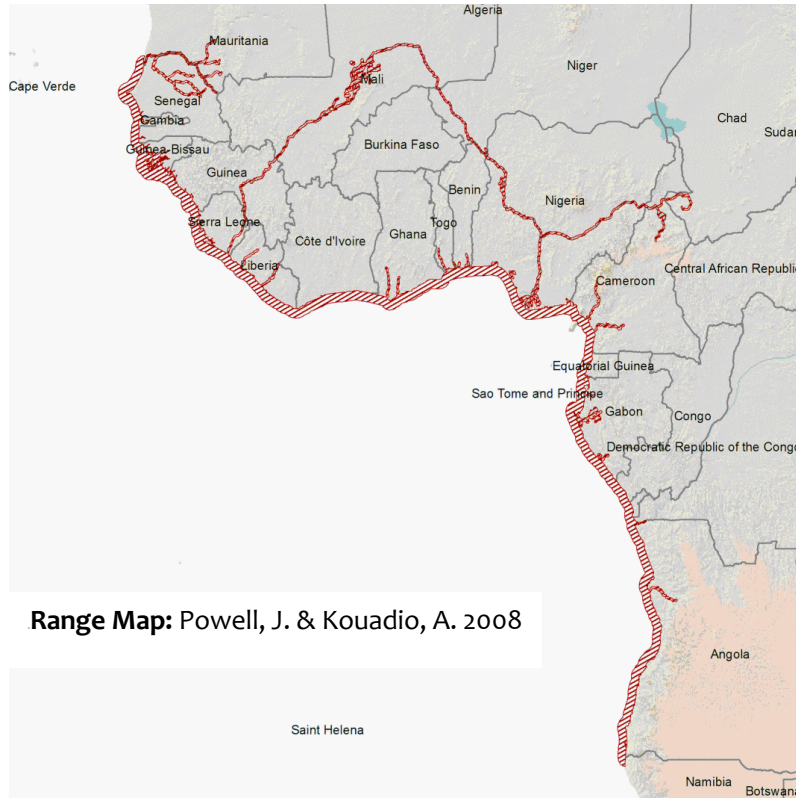 Algeria
Mauritania
Niger
Cape Verde
Mali
Senegal
Chad
Sudan
Gambia
Burkina Faso
Guinea-Bissau
Guinea
Benin
Nigeria
Sierra Leone
Togo
Ghana
Côte d'Ivoire
Liberia
Central African Republic
Cameroon
Equatorial Guinea
Sao Tome and Principe
Gabon
Congo
Democratic Republic of the Congo
Range Map: Powell, J. & Kouadio, A. 2008
Angola
Saint Helena
Namibia
Botswana